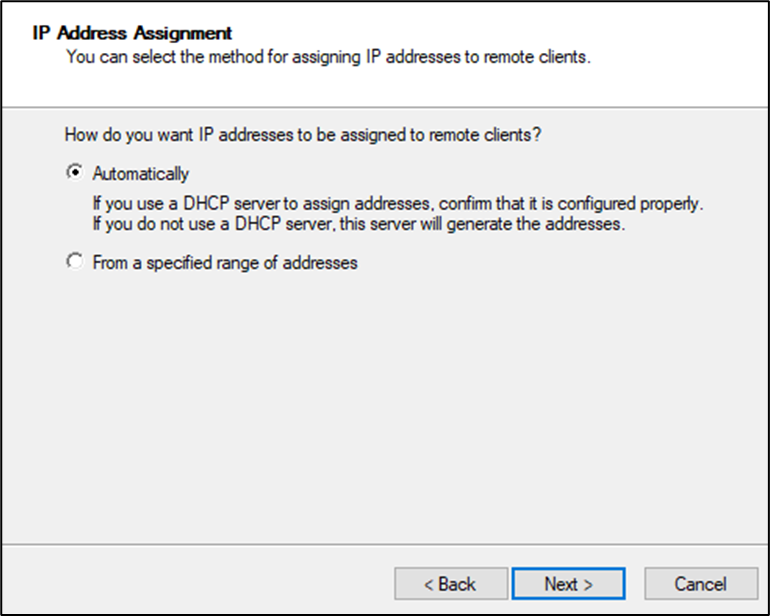 IP Address Assignment
You can select the method for assigning IP addresses to remote clients.
How do you want IP addresses to be assigned to remote clients?
Automatically
If you use a DHCP server to assign addresses, confirm that it is configured properly.
If you do not use a DHCP server, this server will generate the addresses.
From a specified range of addresses
< Back
Next >
Cancel